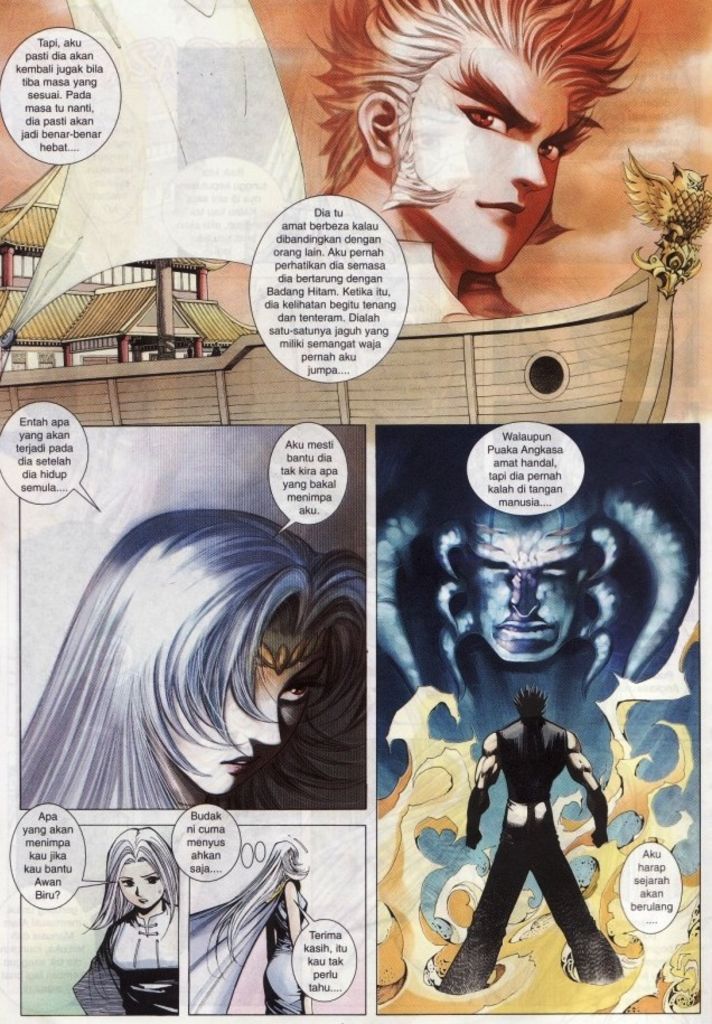 Tapi, aku
pasti dia akan
kembali jugak bila
tiba masa yang
sesuai. Pada
masa tu nanti,
dia pasti akan
jadi benar-benar
hebat....
Dia tu
amat berbeza kalau
dibandingkan dengan
orang lain. Aku pernah
perhatikan dia semasa
dia bertarung dengan
Badang Hitam. Ketika itu,
dia kelihatan begitu tenang
dan tenteram. Dialah
satu-satunya jaguh yang
miliki semangat waja
pernah aku
jumpa....
Entah apa
yang akan
terjadi pada
dia setelah
dia hidup
semula....
Aku mesti
bantu dia
tak kira apa
yang bakal
menimpa
aku.
Walaupun
Puaka Angkasa
amat handal,
tapi dia pernah
kalah di tangan
manusia....
Apa
yang akan
menimpa
kau jika
kau bantu
Awan
Biru?
Budak
ni cuma
menyus
ahkan
saja....
Terima
kasih, itu
kau tak
perlu
tahu....
Aku
harap
sejarah
akan
berulang
....